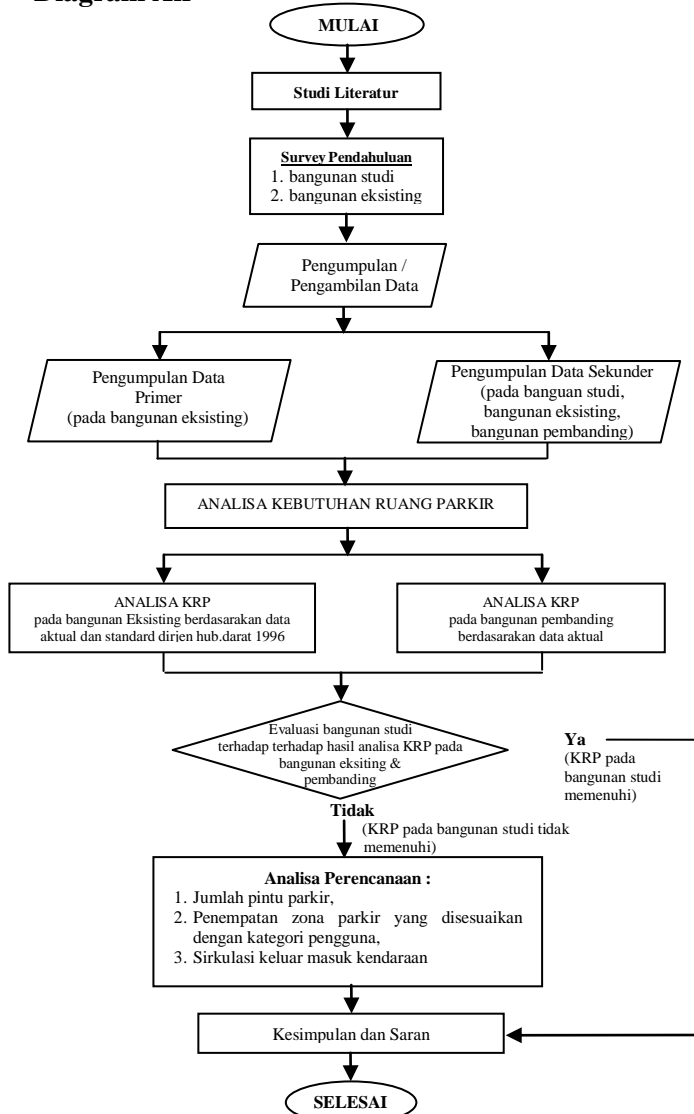 MULAI
Studi Literatur
Survey Pendahuluan
1. bangunan studi
2. bangunan eksisting
Pengumpulan /
Pengambilan Data
Pengumpulan Data
Primer
(pada bangunan eksisting)
Pengumpulan Data Sekunder
(pada banguan studi,
bangunan eksisting,
bangunan pembanding)
ANALISA KEBUTUHAN RUANG PARKIR
ANALISA KRP
pada bangunan Eksisting berdasarakan data
aktual dan standard dirjen hub.darat 1996
ANALISA KRP
pada bangunan pembanding
berdasarakan data aktual
Evaluasi bangunan studi
terhadap terhadap hasil analisa KRP pada
bangunan eksiting &
pembanding
Ya
(KRP pada
bangunan studi
memenuhi)
Tidak
(KRP pada bangunan studi tidak
memenuhi)
Analisa Perencanaan :
1. Jumlah pintu parkir,
2. Penempatan zona parkir yang disesuaikan
dengan kategori pengguna,
3. Sirkulasi keluar masuk kendaraan
Kesimpulan dan Saran
SELESAI